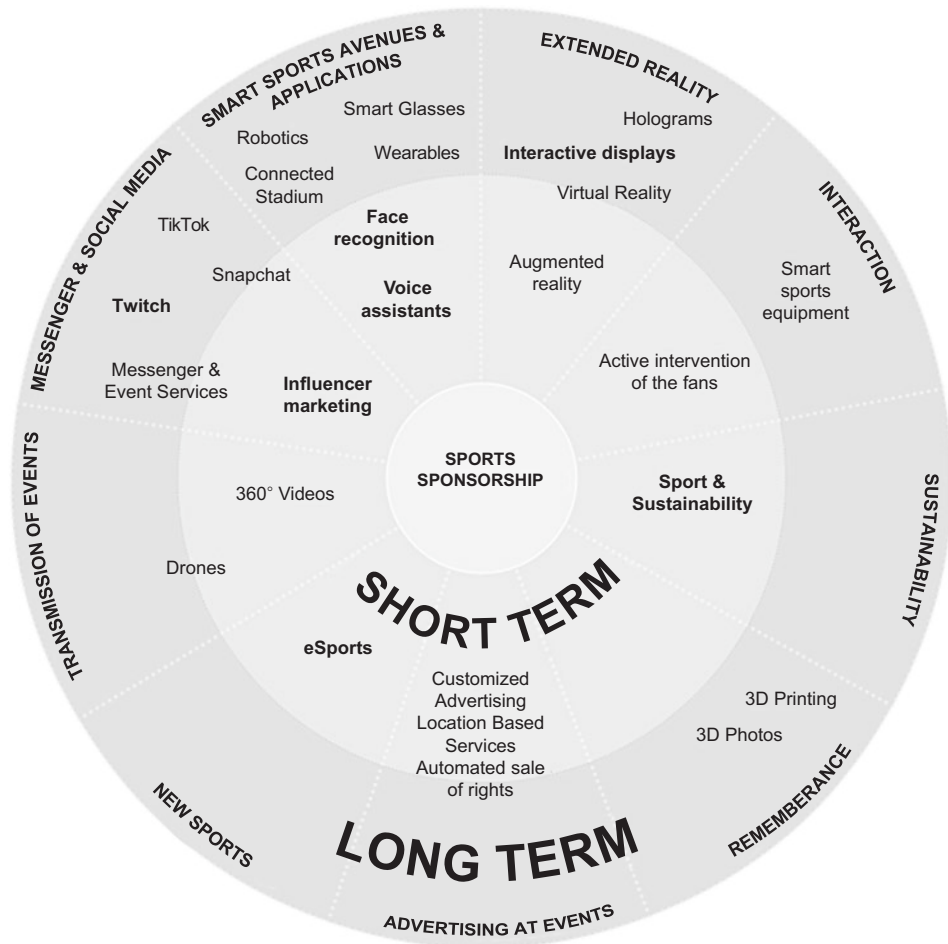 SMART SPORTS AVENUES &
APPLICATIONS
EXTENDED REALITY
Smart Glasses
Holograms
Robotics
Wearables
Interactive displays
Connected
Stadium
Virtual Reality
INTERACTION
MESSENGER & SOCIAL MEDIA
TikTok
Face
recognition
Snapchat
Augmented
reality
Smart
sports
equipment
Twitch
Voice
assistants
Messenger &
Event Services
Influencer
marketing
Active intervention
of the fans
SPORTS
SPONSORSHIP
TRANSMISSION OF EVENTS
360° Videos
Sport &
Sustainability
SUSTAINABILITY
Drones
SHORT TERM
eSports
Customized
Advertising
Location Based
Services
Automated sale
of rights
3D Printing
3D Photos
REMEMBERANCE
NEW SPORTS
LONG TERM
ADVERTISING AT EVENTS